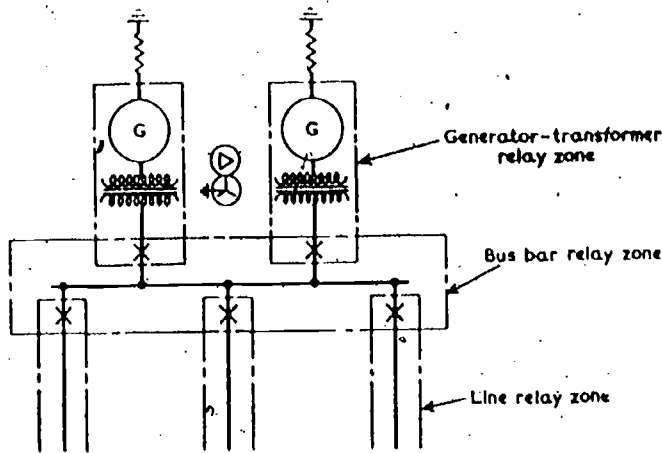 G
G
Generator-transformer
relay zone
Bus bar relay zone
Line relay zone